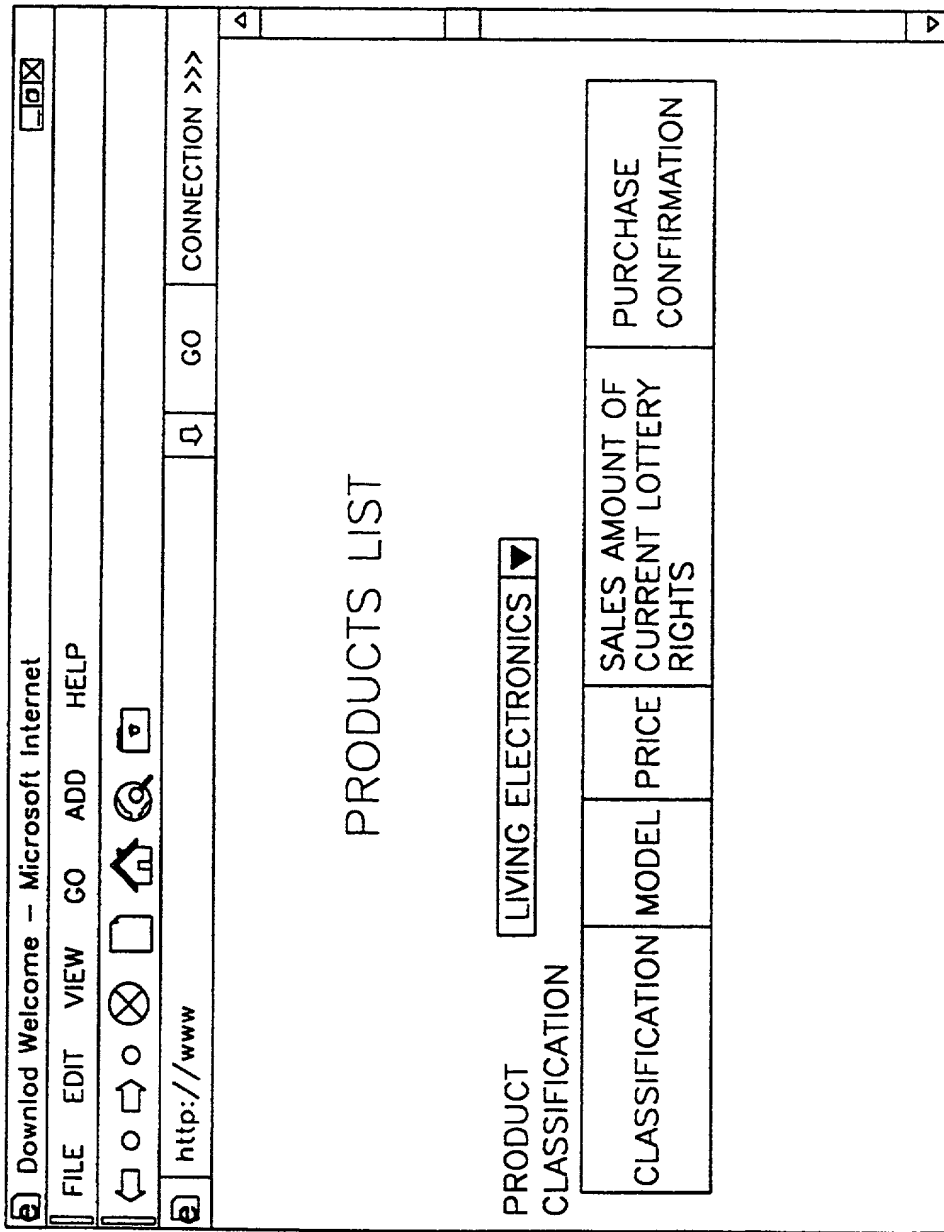 e Downlod Welcome – Microsoft Internet
FILE EDIT VIEW GO ADD HELP
e http://www GO CONNECTION >>>
PRODUCTS LIST
PRODUCT
CLASSIFICATION
LIVING ELECTRONICS
CLASSIFICATION
MODEL
PRICE
SALES AMOUNT OF
CURRENT LOTTERY
RIGHTS
PURCHASE
CONFIRMATION